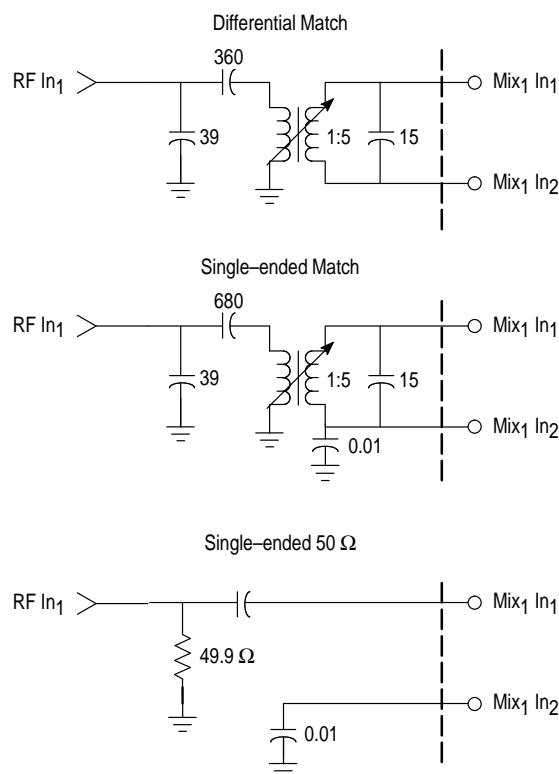 Differential Match
360
RF In1
Mix1 In1
39
1:5
15
Mix1 In2
Single–ended Match
680
RF In1
Mix1 In1
39
1:5
15
Mix1 In2
0.01
Single–ended 50 Ω
RF In1
Mix1 In1
49.9 Ω
Mix1 In2
0.01